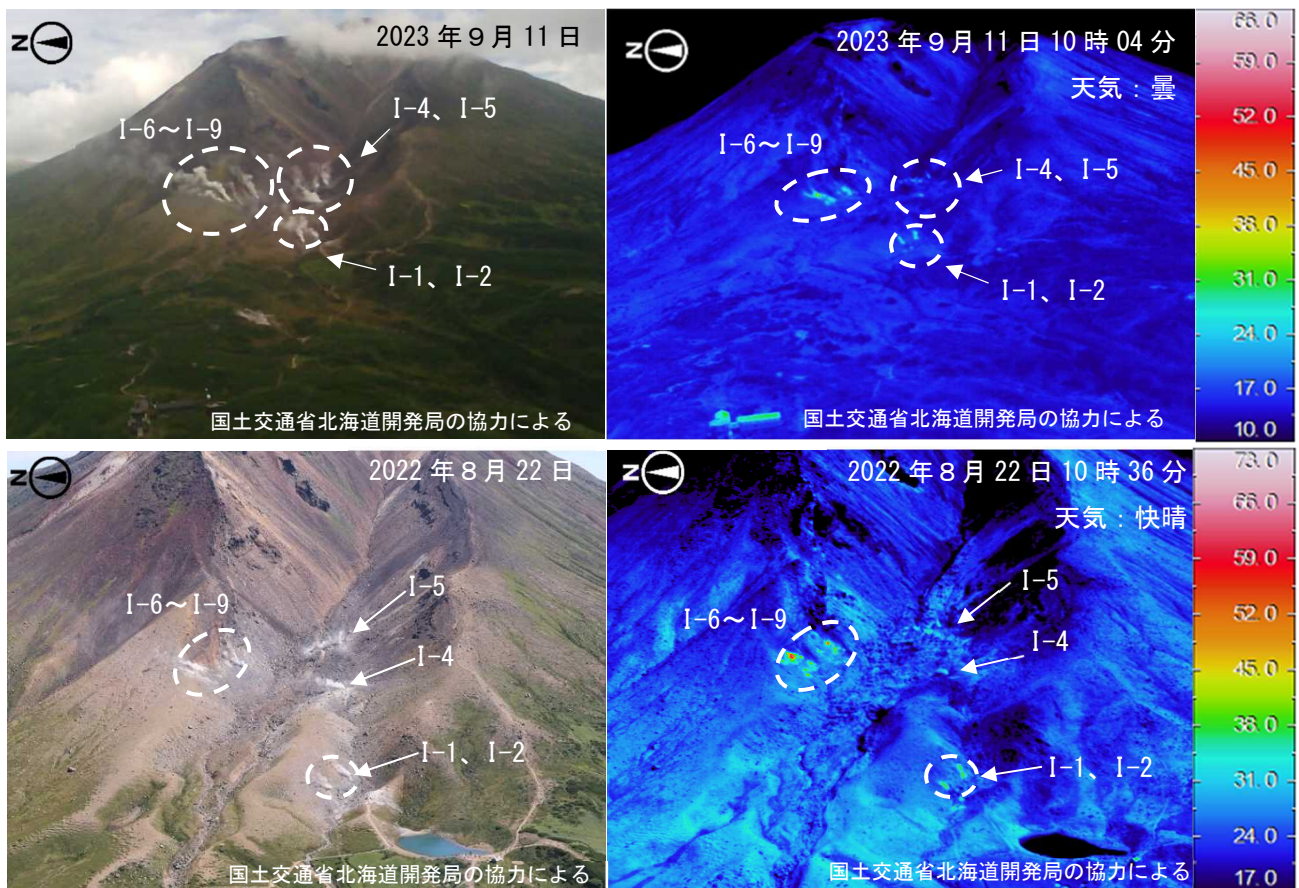 N
2023年9月11日
I-6～I-9
I-4、I-5
I-1、I-2
国土交通省北海道開発局の協力による
N
2023年9月11日10時04分
天気：曇
I-6～I-9
I-4、I-5
I-1、I-2
国土交通省北海道開発局の協力による
66.0
59.0
52.0
45.0
38.0
31.0
24.0
17.0
10.0
N
2022年8月22日
I-5
I-6～I-9
I-4
I-1、I-2
国土交通省北海道開発局の協力による
N
2022年8月22日10時36分
天気：快晴
I-5
I-6～I-9
I-4
I-1、I-2
国土交通省北海道開発局の協力による
73.0
66.0
59.0
52.0
45.0
38.0
31.0
24.0
17.0